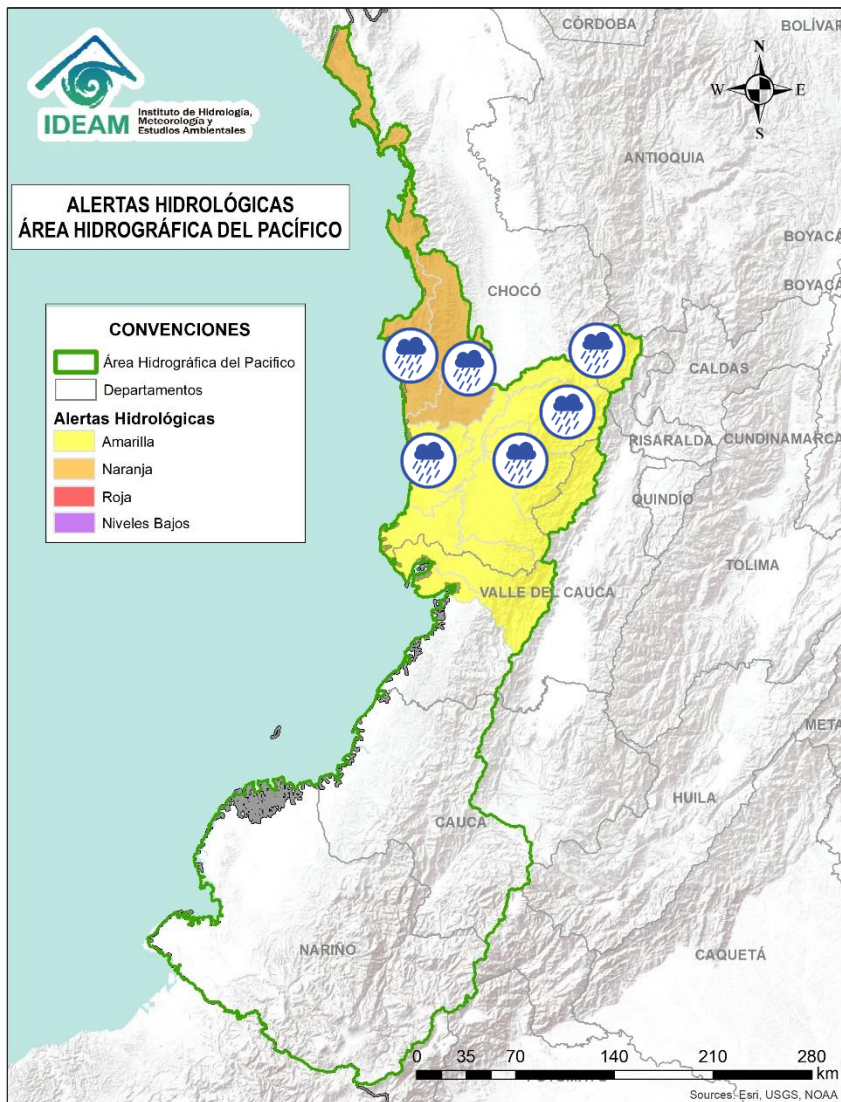 IDEAM
Instituto de Hidrología,
Meteorología y
Estudios Ambientales
ALERTAS HIDROLÓGICAS
ÁREA HIDROGRÁFICA DEL PACÍFICO
CONVENCIONES
Área Hidrográfica del Pacifico
Departamentos
Alertas Hidrológicas
Amarilla
Naranja
Roja
Niveles Bajos
N
W
E
S
CÓRDOBA
BOLÍVAR
ANTIOQUIA
BOYACÁ
BOYACÁ
CHOCÓ
CALDAS
RISARALDA
CUNDINAMARCA
QUINDÍO
TOLIMA
VALLE DEL CAUCA
META
HUILA
CAUCA
NARIÑO
CAQUETÁ
0 35 70 140 210 280
km
Sources: Esri, USGS, NOAA